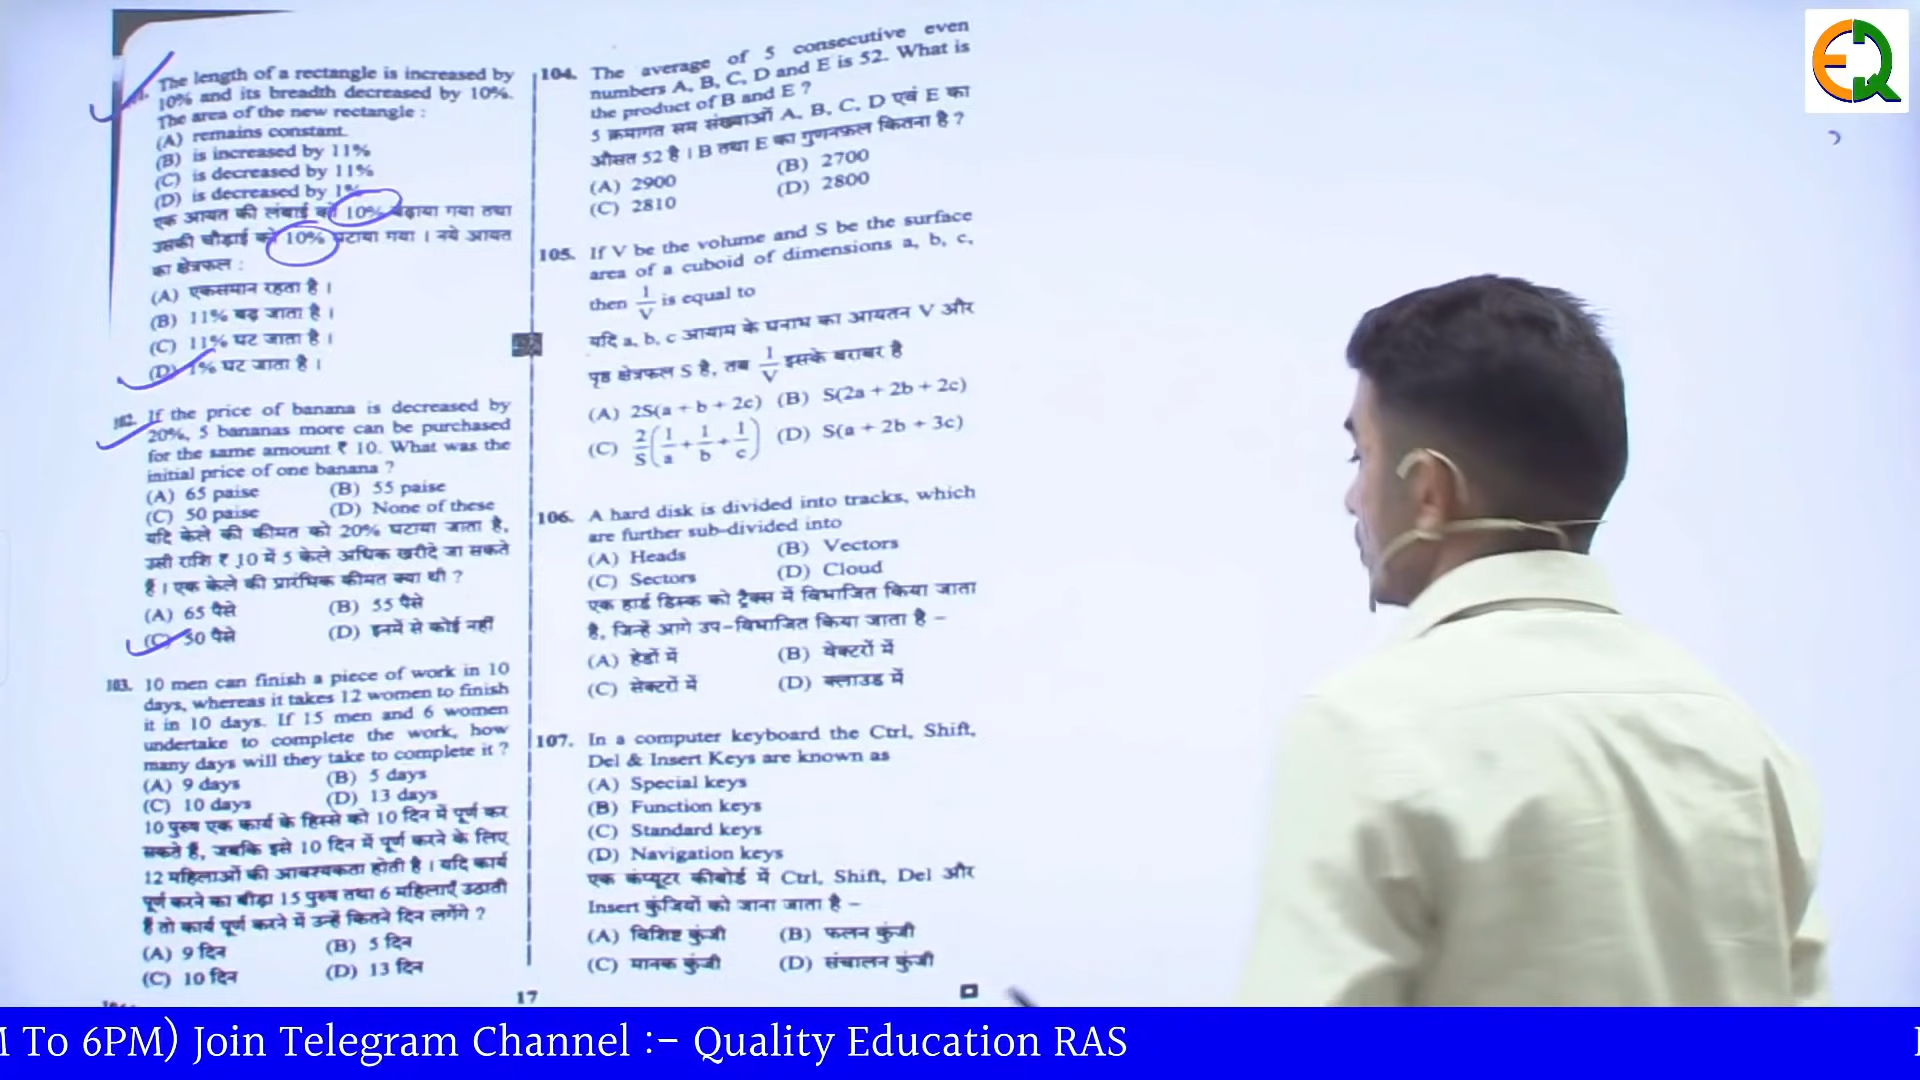 The length of a rectangle is increased by
10% and its breadth decreased by 10%.
The area of the new rectangle :
(A) remains constant.
(B) is increased by 11%
(C) is decreased by 11%
(D) is decreased by 1%
एक आयत की लंबाई को 10% बढ़ाया गया तथा
उसकी चौड़ाई को 10% घटाया गया । नये आयत
का क्षेत्रफल :
(A) एकसमान रहता है ।
(B) 11% बढ़ जाता है ।
(C) 11% घट जाता है ।
(D) 1% घट जाता है ।
102. If the price of banana is decreased by
20%, 5 bananas more can be purchased
for the same amount ₹ 10. What was the
initial price of one banana ?
(A) 65 paise (B) 55 paise
(C) 50 paise (D) None of these
यदि केले की कीमत को 20% घटाया जाता है,
उसी राशि ₹ 10 में 5 केले अधिक खरीदे जा सकते
हैं । एक केले की प्रारंभिक कीमत क्या थी ?
(A) 65 पैसे (B) 55 पैसे
(C) 50 पैसे (D) इनमें से कोई नहीं
103. 10 men can finish a piece of work in 10
days, whereas it takes 12 women to finish
it in 10 days. If 15 men and 6 women
undertake to complete the work, how
many days will they take to complete it ?
(A) 9 days (B) 5 days
(C) 10 days (D) 13 days
10 पुरुष एक कार्य के हिस्से को 10 दिन में पूर्ण कर
सकते हैं, जबकि इसे 10 दिन में पूर्ण करने के लिए
12 महिलाओं की आवश्यकता होती है । यदि कार्य
पूर्ण करने का बीड़ा 15 पुरुष तथा 6 महिलाएँ उठाती
हैं तो कार्य पूर्ण करने में उन्हें कितने दिन लगेंगे ?
(A) 9 दिन (B) 5 दिन
(C) 10 दिन (D) 13 दिन
104. The average of 5 consecutive even
numbers A, B, C, D and E is 52. What is
the product of B and E ?
5 क्रमागत सम संख्याओं A, B, C, D एवं E का
औसत 52 है । B तथा E का गुणनफ़ल कितना है ?
(A) 2900 (B) 2700
(C) 2810 (D) 2800
105. If V be the volume and S be the surface
area of a cuboid of dimensions a, b, c,
then 1/V is equal to
यदि a, b, c आयाम के घनाभ का आयतन V और
पृष्ठ क्षेत्रफल S है, तब 1/V इसके बराबर है
(A) 2S(a + b + 2c) (B) S(2a + 2b + 2c)
(C) 2/S(1/a + 1/b + 1/c) (D) S(a + 2b + 3c)
106. A hard disk is divided into tracks, which
are further sub-divided into
(A) Heads (B) Vectors
(C) Sectors (D) Cloud
एक हार्ड डिस्क को ट्रैक्स में विभाजित किया जाता
है, जिन्हें आगे उप-विभाजित किया जाता है –
(A) हेडों में (B) वेक्टरों में
(C) सेक्टरों में (D) क्लाउड में
107. In a computer keyboard the Ctrl, Shift,
Del & Insert Keys are known as
(A) Special keys
(B) Function keys
(C) Standard keys
(D) Navigation keys
एक कंप्यूटर कीबोर्ड में Ctrl, Shift, Del और
Insert कुंजियों को जाना जाता है –
(A) विशिष्ट कुंजी (B) फलन कुंजी
(C) मानक कुंजी (D) संचालन कुंजी
17
To 6PM) Join Telegram Channel :- Quality Education RAS